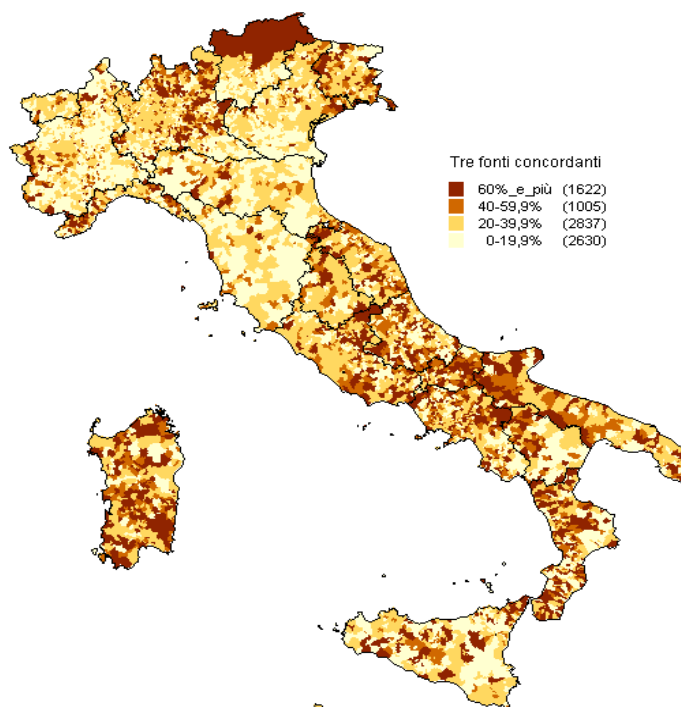 Tre fonti concordanti
60%_e_più (1622)
40-59,9% (1005)
20-39,9% (2837)
0-19,9% (2630)